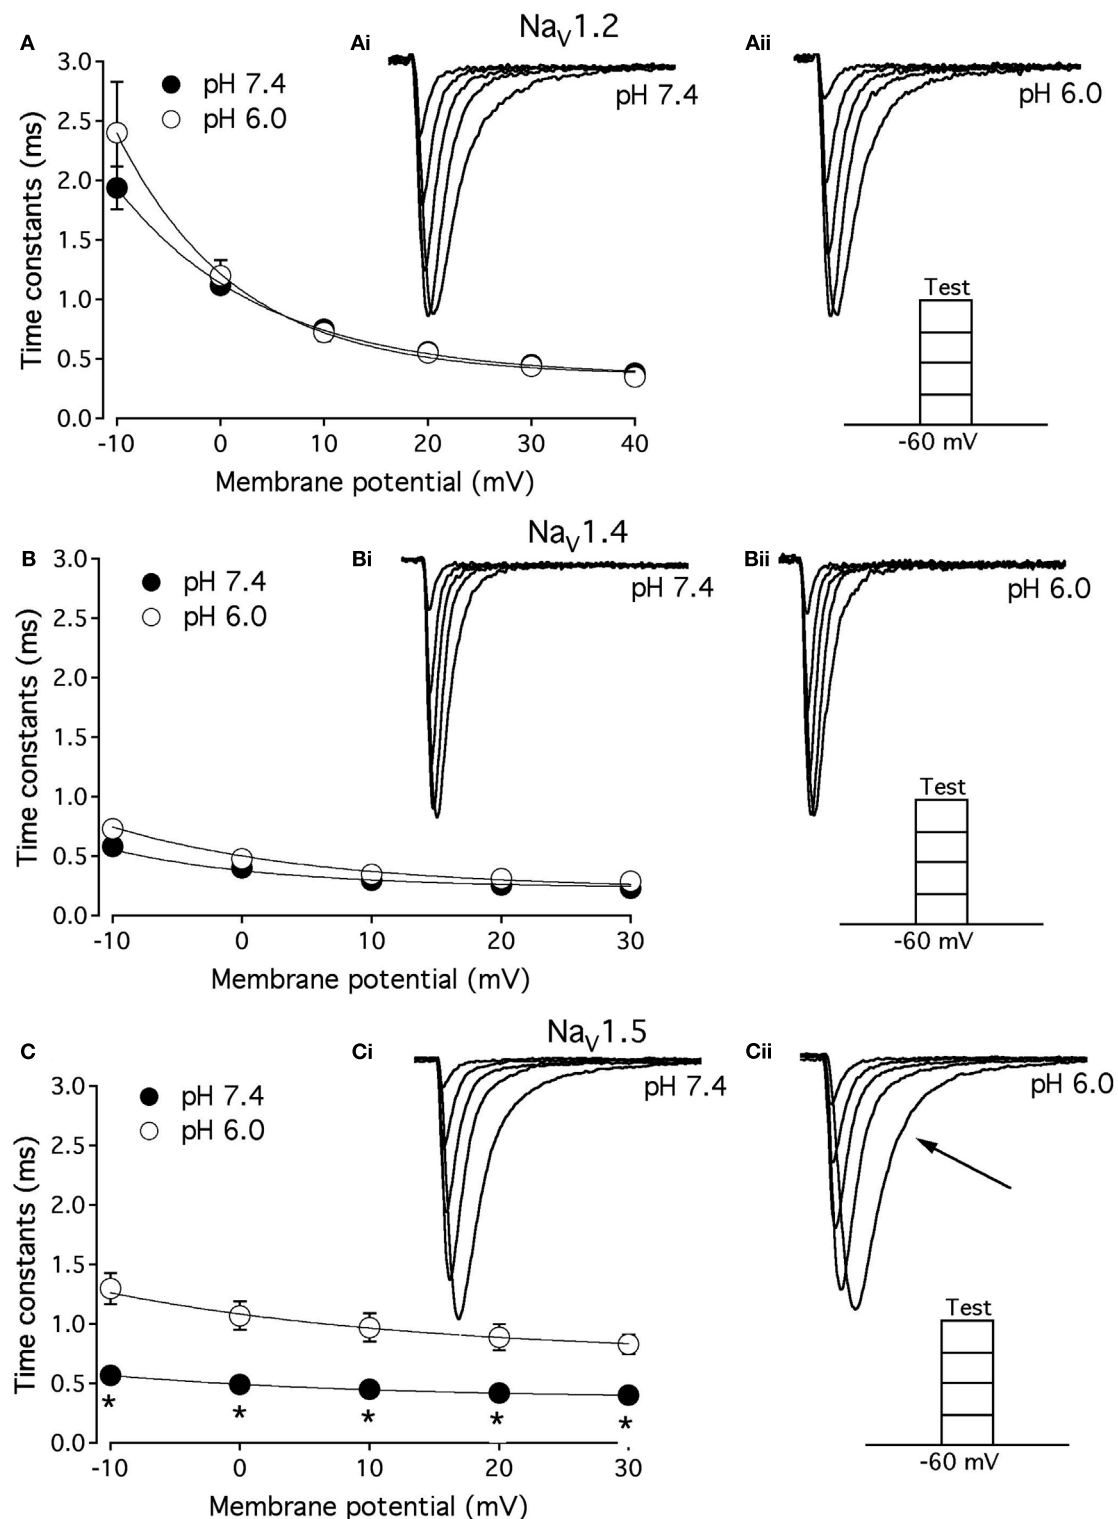 Na_V1.2
A
Ai
Aii
pH 7.4
pH 6.0
pH 7.4
pH 6.0
3.0
2.5
2.0
1.5
1.0
0.5
0.0
Time constants (ms)
-10 0 10 20 30 40
Membrane potential (mV)
Test
-60 mV
Na_V1.4
B
Bi
Bii
pH 7.4
pH 6.0
pH 7.4
pH 6.0
3.0
2.5
2.0
1.5
1.0
0.5
0.0
Time constants (ms)
-10 0 10 20 30
Membrane potential (mV)
Test
-60 mV
Na_V1.5
C
Ci
Cii
pH 7.4
pH 6.0
pH 7.4
pH 6.0
3.0
2.5
2.0
1.5
1.0
0.5
0.0
Time constants (ms)
* * * * *
-10 0 10 20 30
Membrane potential (mV)
Test
-60 mV